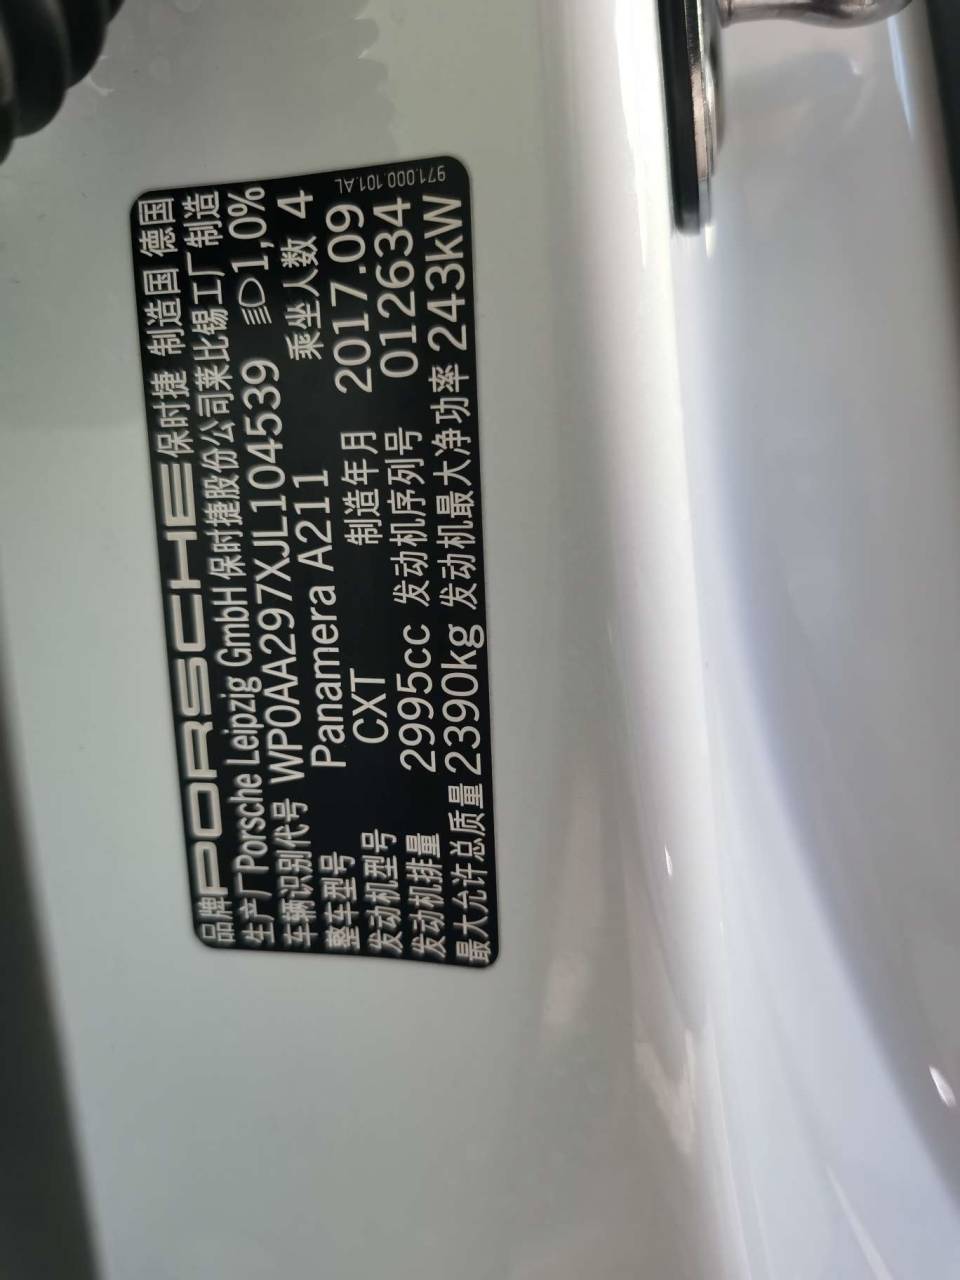 971.000.101.AL
品牌 PORSCHE 保时捷 制造国 德国
生产厂 Porsche Leipzig GmbH 保时捷股份公司莱比锡工厂制造
车辆识别代号 WP0AA297XJL104539 1,0%
整车型号 Panamera A211 乘坐人数 4
发动机型号 CXT 制造年月 2017.09
发动机排量 2995cc 发动机序列号 012634
最大允许总质量 2390kg 发动机最大净功率 243kW